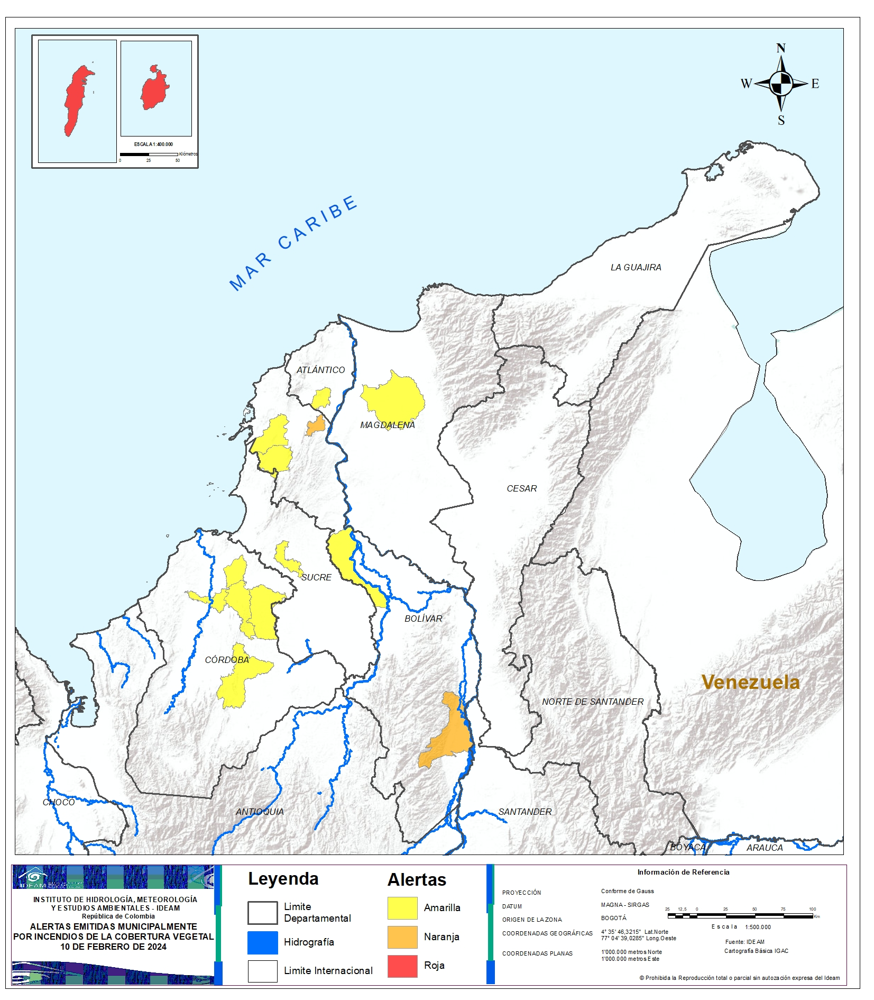 N
W
E
S
ESCALA 1:400.000
Kilómetros
0 25 50
MAR CARIBE
LA GUAJIRA
ATLÁNTICO
MAGDALENA
CESAR
SUCRE
BOLÍVAR
CÓRDOBA
Venezuela
NORTE DE SANTANDER
CHOCÓ
ANTIOQUIA
SANTANDER
BOYACÁ
ARAUCA
IDEAM
INSTITUTO DE HIDROLOGÍA, METEOROLOGÍA
Y ESTUDIOS AMBIENTALES - IDEAM
República de Colombia
ALERTAS EMITIDAS MUNICIPALMENTE
POR INCENDIOS DE LA COBERTURA VEGETAL
10 DE FEBRERO DE 2024
Leyenda
Limite
Departamental
Hidrografía
Limite Internacional
Alertas
Amarilla
Naranja
Roja
Información de Referencia
PROYECCIÓN Conforme de Gauss
DATUM MAGNA - SIRGAS
ORIGEN DE LA ZONA BOGOTÁ
COORDENADAS GEOGRÁFICAS 4° 35' 46,3215" Lat.Norte
77° 04' 39,0285" Long.Oeste
COORDENADAS PLANAS 1'000.000 metros Norte
1'000.000 metros Este
25 12,5 0 25 50 75 100
Km
Escala 1:500.000
Fuente: IDEAM
Cartografía Básica IGAC
© Prohibida la Reproducción total o parcial sin autozación expresa del Ideam